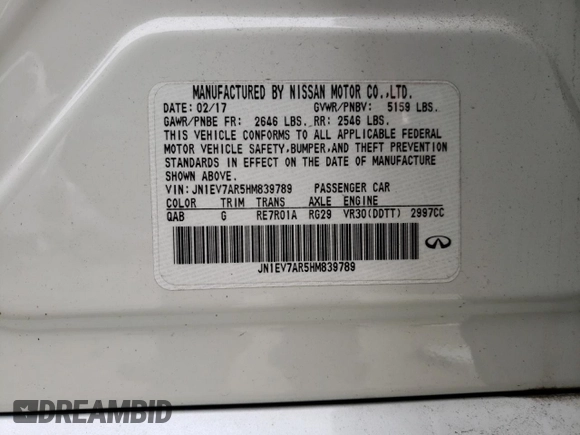 MANUFACTURED BY NISSAN MOTOR CO.,LTD.
DATE: 02/17 GVWR/PNBV: 5159 LBS.
GAWR/PNBE FR: 2646 LBS. RR: 2546 LBS.
THIS VEHICLE CONFORMS TO ALL APPLICABLE FEDERAL
MOTOR VEHICLE SAFETY,BUMPER,AND THEFT PREVENTION
STANDARDS IN EFFECT ON THE DATE OF MANUFACTURE
SHOWN ABOVE.
VIN: JN1EV7AR5HM839789 PASSENGER CAR
COLOR TRIM TRANS AXLE ENGINE
QAB G RE7R01A RG29 VR30(DDTT) 2997CC
JN1EV7AR5HM839789
DREAMBID